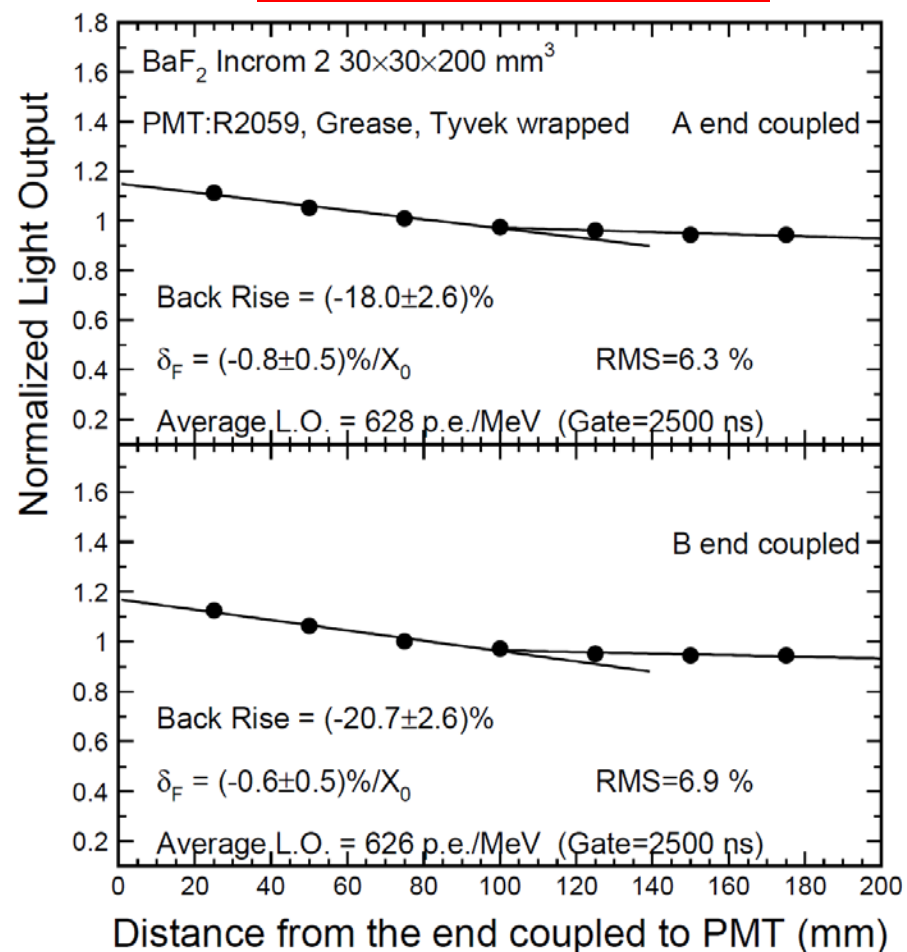 Normalized Light Output
1.8
1.6
1.4
1.2
1
0.8
0.6
0.4
0.2
BaF₂ Incrom 2 30×30×200 mm³
PMT:R2059, Grease, Tyvek wrapped A end coupled
Back Rise = (-18.0±2.6)%
δF = (-0.8±0.5)%/X₀ RMS=6.3 %
Average L.O. = 628 p.e./MeV (Gate=2500 ns)
1.6
1.4
1.2
1
0.8
0.6
0.4
0.2
B end coupled
Back Rise = (-20.7±2.6)%
δF = (-0.6±0.5)%/X₀ RMS=6.9 %
Average L.O. = 626 p.e./MeV (Gate=2500 ns)
0 20 40 60 80 100 120 140 160 180 200
Distance from the end coupled to PMT (mm)